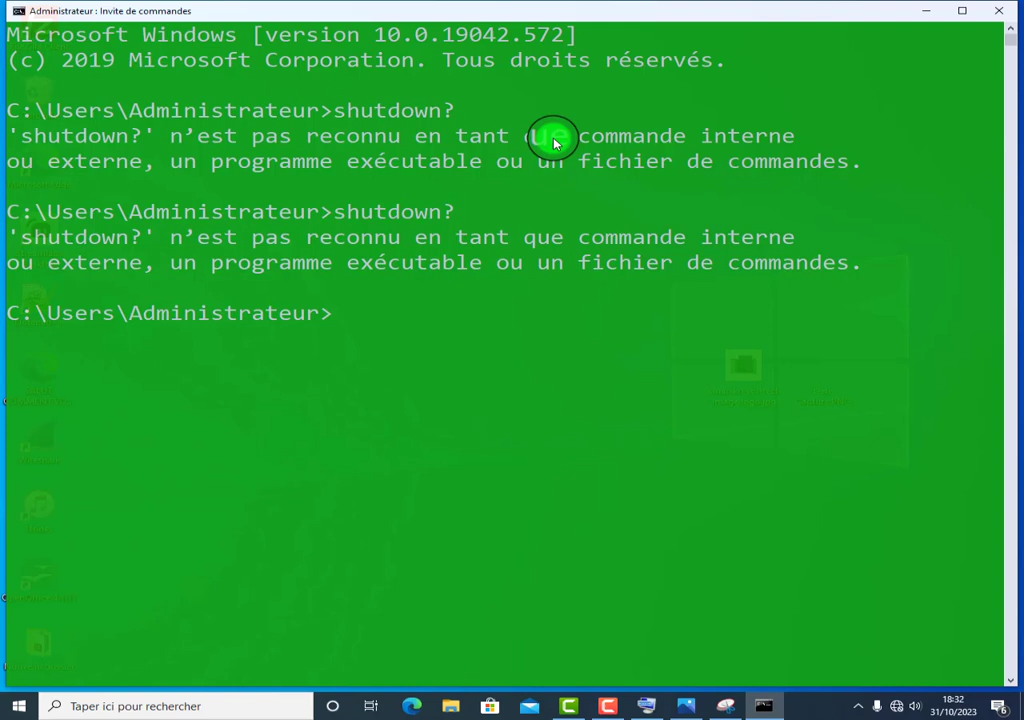 Administrateur : Invite de commandes
Microsoft Windows [version 10.0.19042.572]
(c) 2019 Microsoft Corporation. Tous droits réservés.
C:\Users\Administrateur>shutdown?
'shutdown?' n’est pas reconnu en tant que commande interne
ou externe, un programme exécutable ou un fichier de commandes.
C:\Users\Administrateur>shutdown?
'shutdown?' n’est pas reconnu en tant que commande interne
ou externe, un programme exécutable ou un fichier de commandes.
C:\Users\Administrateur>
Taper ici pour rechercher
18:32
31/10/2023
6